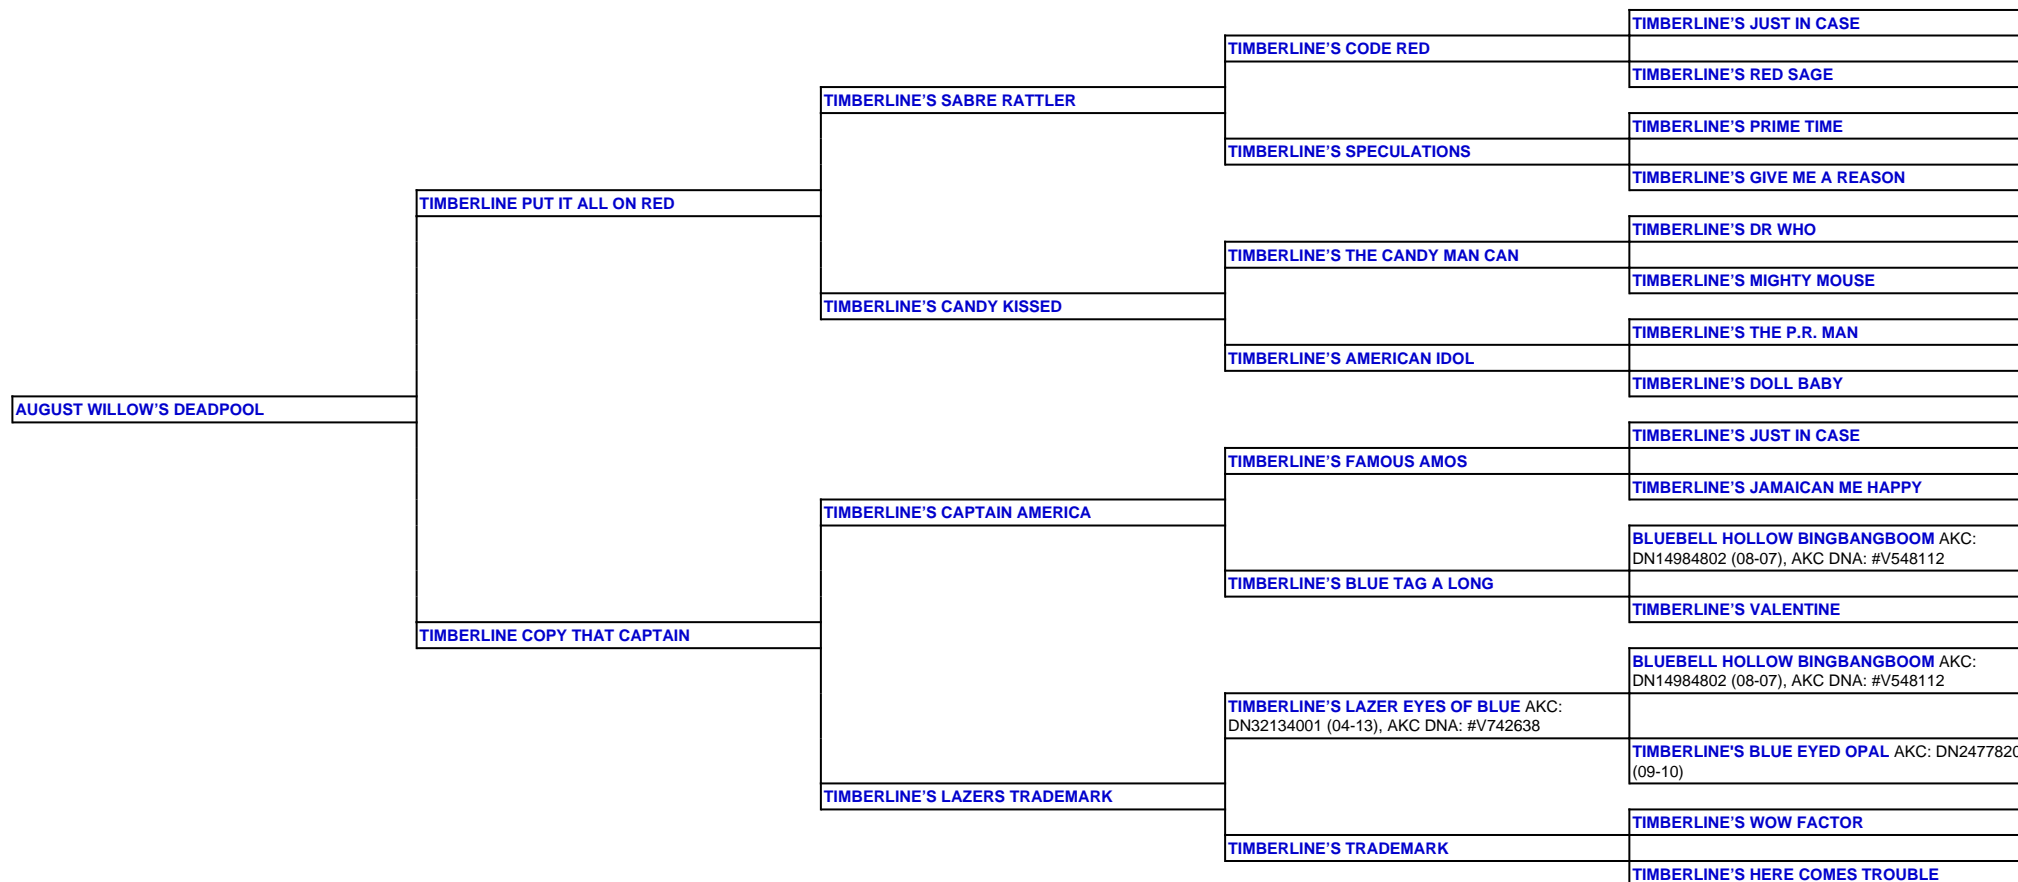 TIMBERLINE’S JUST IN CASE
TIMBERLINE’S CODE RED
TIMBERLINE’S RED SAGE
TIMBERLINE’S SABRE RATTLER
TIMBERLINE’S PRIME TIME
TIMBERLINE’S SPECULATIONS
TIMBERLINE’S GIVE ME A REASON
TIMBERLINE PUT IT ALL ON RED
TIMBERLINE’S DR WHO
TIMBERLINE’S THE CANDY MAN CAN
TIMBERLINE’S MIGHTY MOUSE
TIMBERLINE’S CANDY KISSED
TIMBERLINE’S THE P.R. MAN
TIMBERLINE’S AMERICAN IDOL
TIMBERLINE’S DOLL BABY
AUGUST WILLOW’S DEADPOOL
TIMBERLINE’S JUST IN CASE
TIMBERLINE’S FAMOUS AMOS
TIMBERLINE’S JAMAICAN ME HAPPY
TIMBERLINE’S CAPTAIN AMERICA
BLUEBELL HOLLOW BINGBANGBOOM AKC:
DN14984802 (08-07), AKC DNA: #V548112
TIMBERLINE’S BLUE TAG A LONG
TIMBERLINE’S VALENTINE
TIMBERLINE COPY THAT CAPTAIN
BLUEBELL HOLLOW BINGBANGBOOM AKC:
DN14984802 (08-07), AKC DNA: #V548112
TIMBERLINE’S LAZER EYES OF BLUE AKC:
DN32134001 (04-13), AKC DNA: #V742638
TIMBERLINE'S BLUE EYED OPAL AKC: DN2477820
(09-10)
TIMBERLINE’S LAZERS TRADEMARK
TIMBERLINE’S WOW FACTOR
TIMBERLINE’S TRADEMARK
TIMBERLINE’S HERE COMES TROUBLE